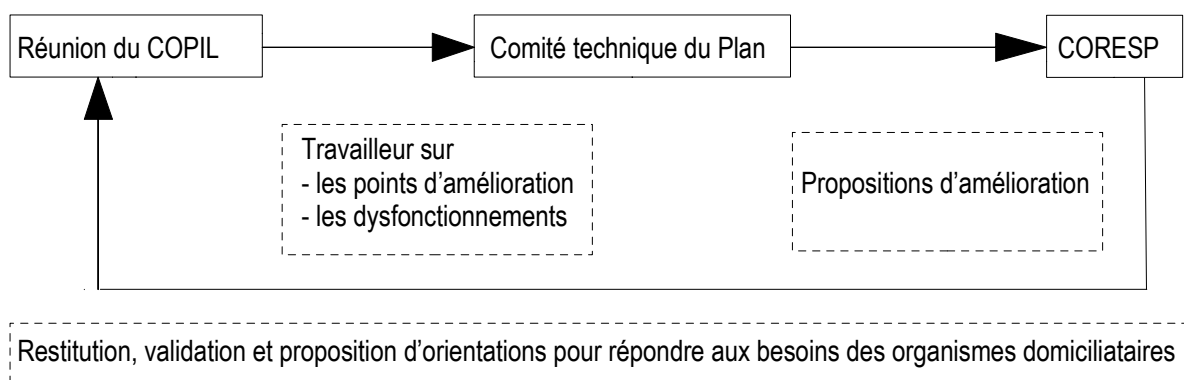 Réunion du COPIL
Comité technique du Plan
CORESP
Travailleur sur
- les points d’amélioration
- les dysfonctionnements
Propositions d’amélioration
Restitution, validation et proposition d’orientations pour répondre aux besoins des organismes domiciliataires